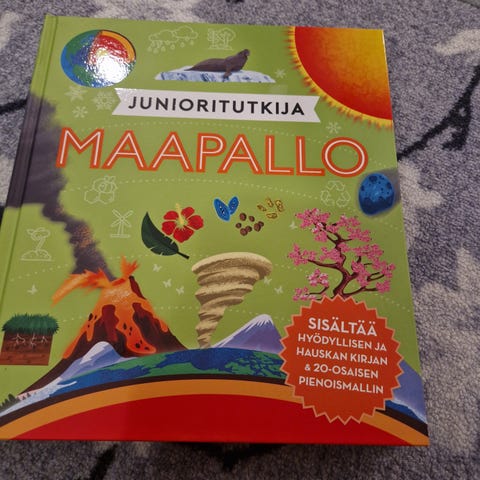 JUNIORITUTKIJA
MAAPALLO
SISÄLTÄÄ
HYÖDYLLISEN JA
HAUSKAN KIRJAN
& 20-OSAISEN
PIENOISMALLIN